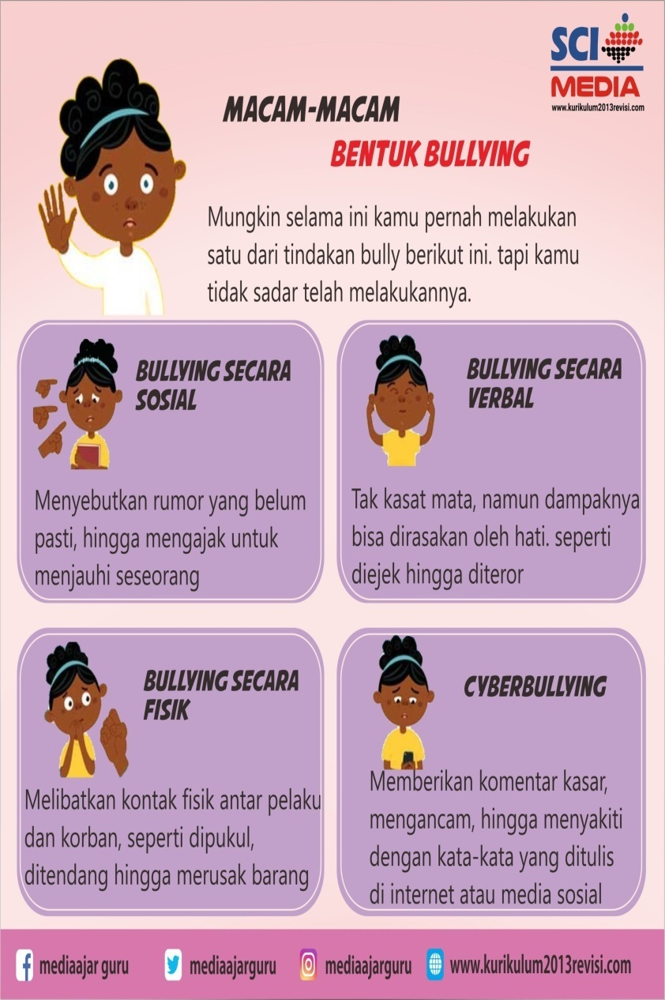 SCI
MEDIA
www.kurikulum2013revisi.com
MACAM-MACAM
BENTUK BULLYING
Mungkin selama ini kamu pernah melakukan
satu dari tindakan bully berikut ini. tapi kamu
tidak sadar telah melakukannya.
BULLYING SECARA
SOSIAL
Menyebutkan rumor yang belum
pasti, hingga mengajak untuk
menjauhi seseorang
BULLYING SECARA
VERBAL
Tak kasat mata, namun dampaknya
bisa dirasakan oleh hati. seperti
diejek hingga diteror
BULLYING SECARA
FISIK
Melibatkan kontak fisik antar pelaku
dan korban, seperti dipukul,
ditendang hingga merusak barang
CYBERBULLYING
Memberikan komentar kasar,
mengancam, hingga menyakiti
dengan kata-kata yang ditulis
di internet atau media sosial
mediaajar guru
mediaajarguru
mediaajarguru
www.kurikulum2013revisi.com